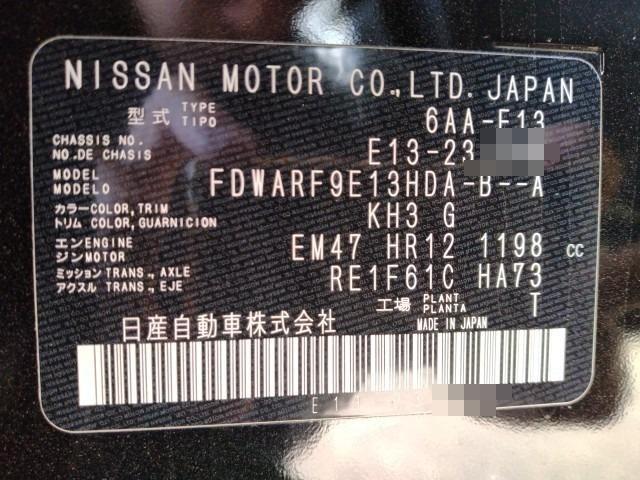 NISSAN MOTOR CO.,LTD. JAPAN
型式 TYPE TIPO 6AA-E13
CHASSIS NO. NO.DE CHASIS E13-23
MODEL MODELO FDWARF9E13HDA-B--A
カラー COLOR,TRIM トリム COLOR,GUARNICION KH3 G
エンジン ENGINE MOTOR EM47 HR12 1198 cc
ミッション TRANS., AXLE アクスル TRANS., EJE RE1F61C HA73
工場 PLANT PLANTA T
日産自動車株式会社 MADE IN JAPAN